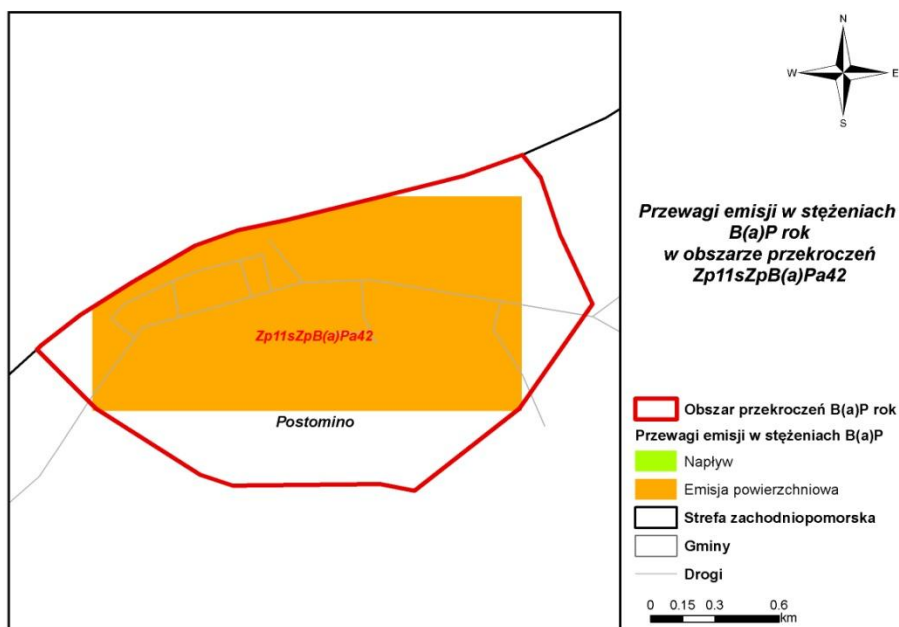 N
W
E
S
Przewagi emisji w stężeniach
B(a)P rok
w obszarze przekroczeń
Zp11sZpB(a)Pa42
Zp11sZpB(a)Pa42
Postomino
Obszar przekroczeń B(a)P rok
Przewagi emisji w stężeniach B(a)P
Napływ
Emisja powierzchniowa
Strefa zachodniopomorska
Gminy
Drogi
0 0.15 0.3 0.6
km